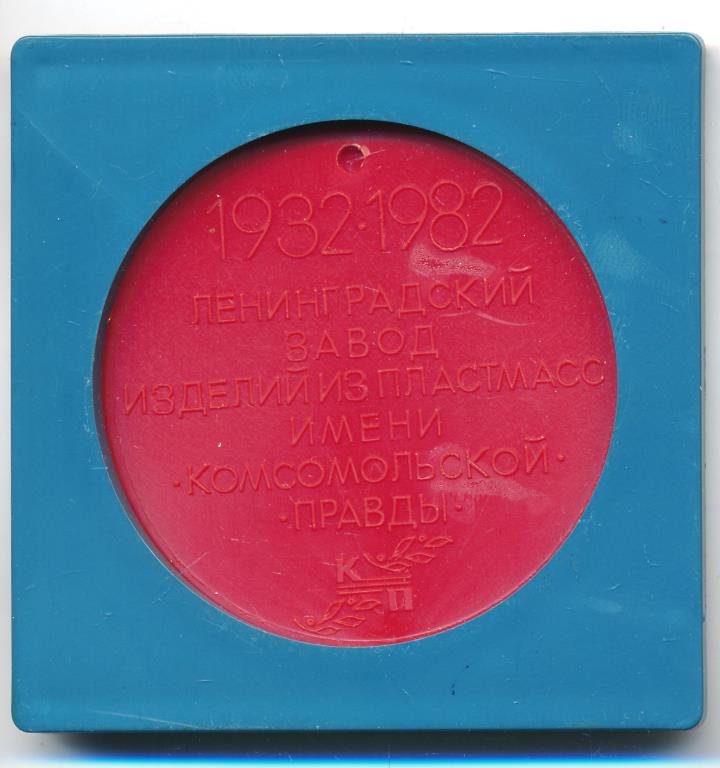 1932·1982
ЛЕНИНГРАДСКИЙ
ЗАВОД
ИЗДЕЛИЙ ИЗ ПЛАСТМАСС
ИМЕНИ
·КОМСОМОЛЬСКОЙ·
·ПРАВДЫ·
К
П